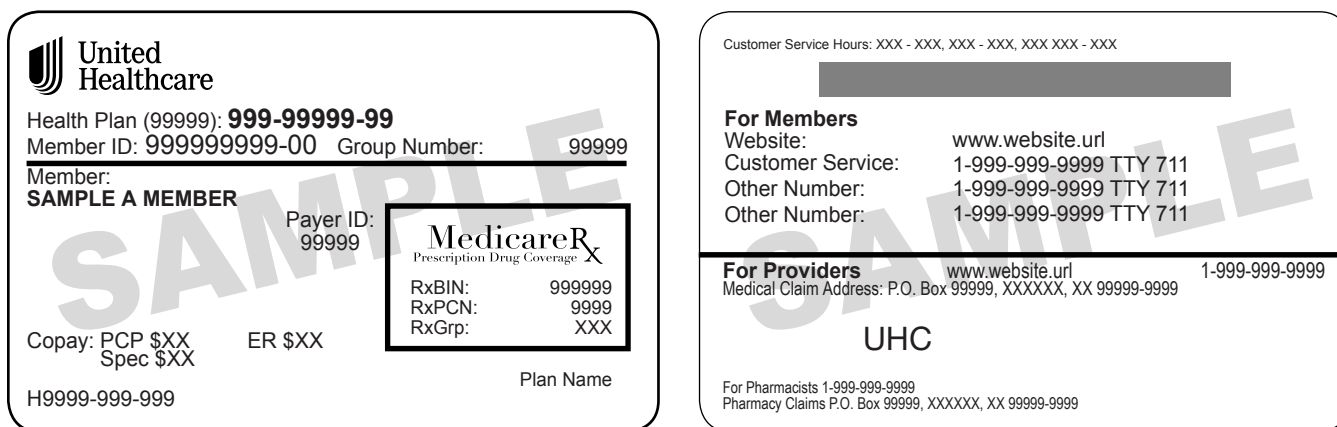 United
Healthcare
Health Plan (99999): 999-99999-99
Member ID: 999999999-00 Group Number: 99999
Member:
SAMPLE A MEMBER
Payer ID:
99999
MedicareRx
Prescription Drug Coverage
RxBIN: 999999
RxPCN: 9999
RxGrp: XXX
Copay: PCP $XX ER $XX
Spec $XX
Plan Name
H9999-999-999
SAMPLE
Customer Service Hours: XXX - XXX, XXX - XXX, XXX XXX - XXX
For Members
Website: www.website.url
Customer Service: 1-999-999-9999 TTY 711
Other Number: 1-999-999-9999 TTY 711
Other Number: 1-999-999-9999 TTY 711
For Providers www.website.url 1-999-999-9999
Medical Claim Address: P.O. Box 99999, XXXXXX, XX 99999-9999
UHC
For Pharmacists 1-999-999-9999
Pharmacy Claims P.O. Box 99999, XXXXXX, XX 99999-9999
SAMPLE